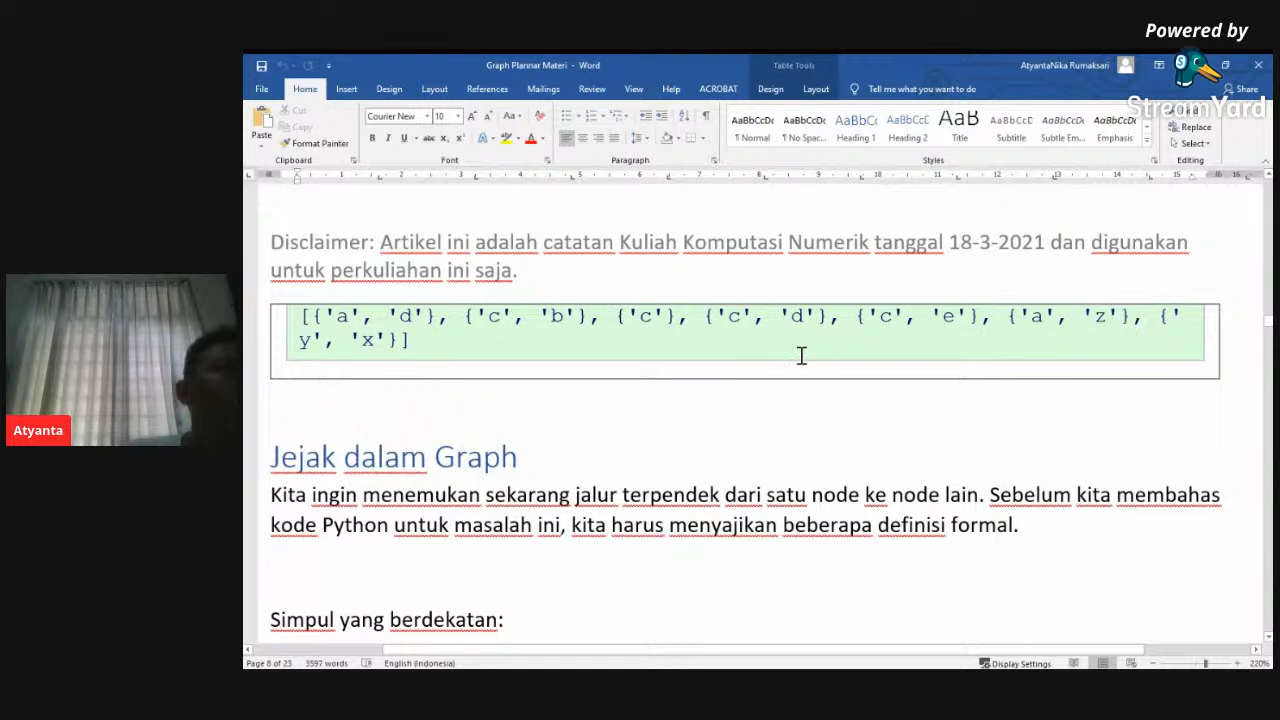 Powered by
StreamYard
Graph Plannar Materi - Word
Table Tools
AtyantaNika Rumaksari
File Home Insert Design Layout References Mailings Review View Help ACROBAT Design Layout Tell me what you want to do Share
Paste
Cut
Copy
Format Painter
Courier New 10
AaBbCcDc AaBbCcDc AaBbCc AaBbCcD AaB AaBbCcD AaBbCcDc AaBbCcDc
¶ Normal ¶ No Spac... Heading 1 Heading 2 Title Subtitle Subtle Em... Emphasis
Replace
Select
Clipboard Font Paragraph Styles Editing
Disclaimer: Artikel ini adalah catatan Kuliah Komputasi Numerik tanggal 18-3-2021 dan digunakan
untuk perkuliahan ini saja.
[{'a', 'd'}, {'c', 'b'}, {'c'}, {'c', 'd'}, {'c', 'e'}, {'a', 'z'}, {'
y', 'x'}]
Jejak dalam Graph
Kita ingin menemukan sekarang jalur terpendek dari satu node ke node lain. Sebelum kita membahas
kode Python untuk masalah ini, kita harus menyajikan beberapa definisi formal.
Simpul yang berdekatan:
Atyanta
Page 8 of 23 3597 words English (Indonesia) Display Settings 220%